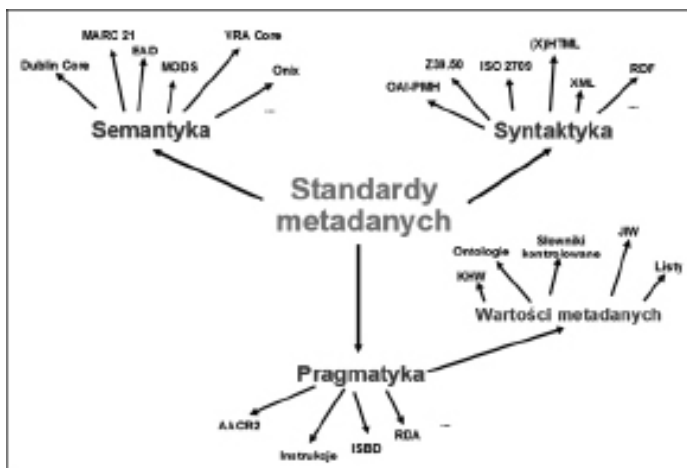 MARC 21
VRA Core
EAD
Dublin Core
MODS
Onix
...
Semantyka
(X)HTML
Z39.50
ISO 2709
RDF
OAI-PMH
XML
...
Syntaktyka
Standardy
metadanych
JIW
Słowniki
kontrolowane
Ontologie
KHW
Listy
Wartości metadanych
Pragmatyka
AACR2
Instrukcje
ISBD
RDA
...